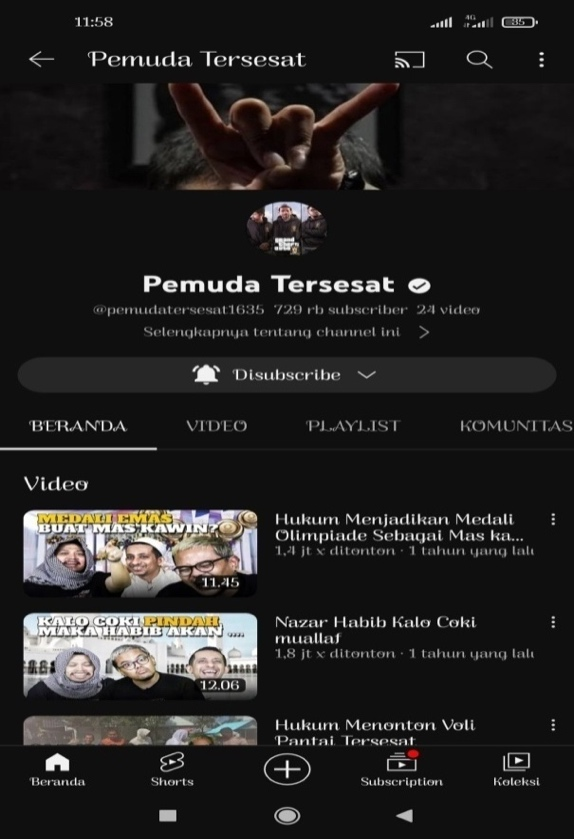 11:58
4G
35
Pemuda Tersesat
Pemuda Tersesat
@pemudatersesat1635 729 rb subscriber 24 video
Selengkapnya tentang channel ini
Disubscribe
BERANDA VIDEO PLAYLIST KOMUNITAS
Video
MEDALI EMAS
BUAT MAS KAWIN?
11.45
Hukum Menjadikan Medali
Olimpiade Sebagai Mas ka...
1,4 jt x ditonton · 1 tahun yang lalu
KALO COKI PINDAH
MAKA HABIB AKAN ....
12.06
Nazar Habib Kalo Coki
muallaf
1,8 jt x ditonton · 1 tahun yang lalu
Hukum Menonton Voli
Pantai Tersesat
Beranda Shorts Subscription Koleksi